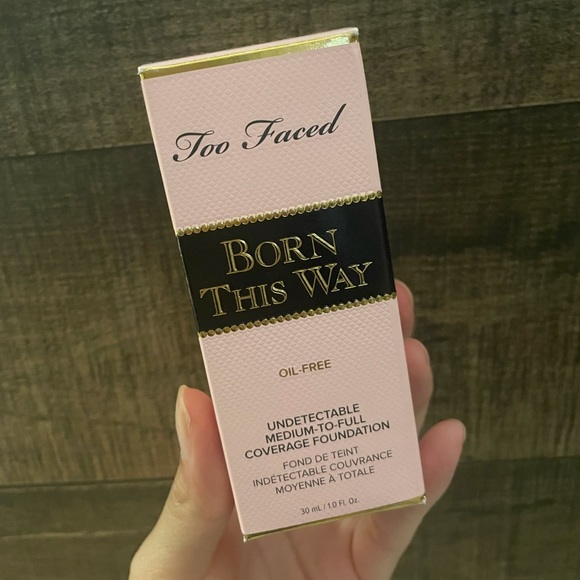 Too Faced
BORN
THIS WAY
OIL-FREE
UNDETECTABLE
MEDIUM-TO-FULL
COVERAGE FOUNDATION
FOND DE TEINT
INDÉTECTABLE COUVRANCE
MOYENNE À TOTALE
30 mL / 1.0 Fl. Oz.